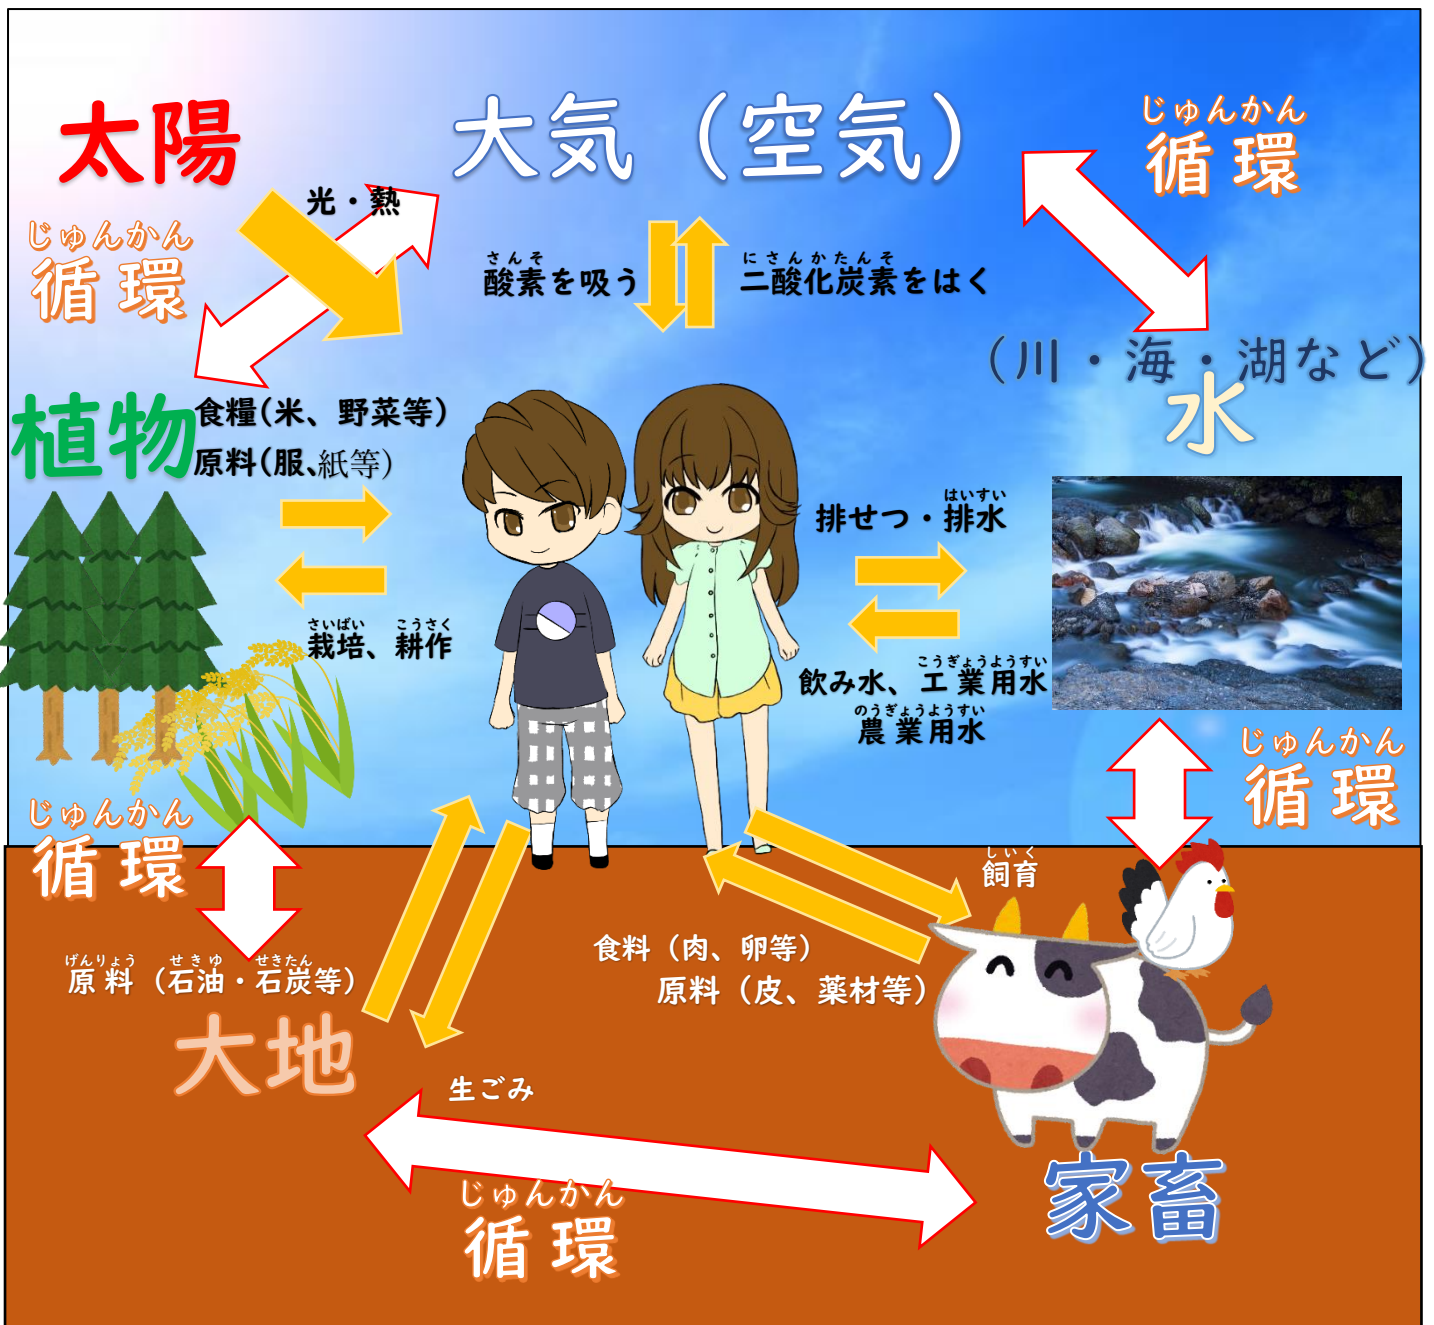 太陽
大気（空気）
じゅんかん
循環
光・熱
じゅんかん
循環
さんそ
酸素を吸う
にさんかたんそ
二酸化炭素をはく
（川・海・湖など）
水
植物
食糧(米、野菜等)
原料(服、紙等)
はいすい
排せつ・排水
さいばい こうさく
栽培、耕作
こうぎょうようすい
飲み水、工業用水
のうぎょうようすい
農業用水
じゅんかん
循環
じゅんかん
循環
しいく
飼育
げんりょう せきゆ せきたん
原料（石油・石炭等）
大地
食料（肉、卵等）
原料（皮、薬材等）
生ごみ
じゅんかん
循環
家畜